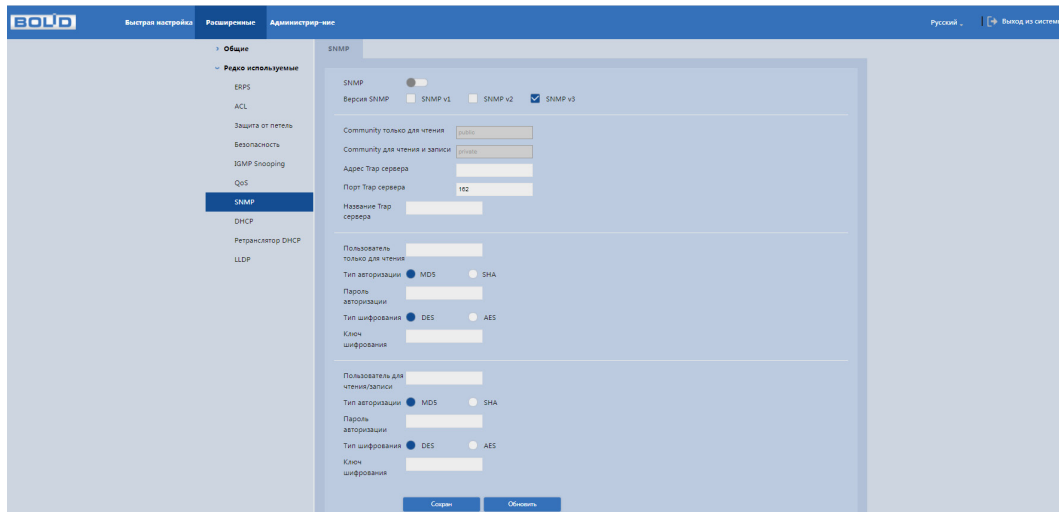 BOLID
Быстрая настройка Расширенные Администрир-ние Русский Выход из систем
Общие SNMP
Редко используемые
ERPS
ACL
Защита от петель
Безопасность
IGMP Snooping
QoS
SNMP
DHCP
Ретранслятор DHCP
LLDP
SNMP
Версия SNMP SNMP v1 SNMP v2 SNMP v3
Community только для чтения public
Community для чтения и записи private
Адрес Trap сервера
Порт Trap сервера 162
Название Trap
сервера
Пользователь
только для чтения
Тип авторизации MD5 SHA
Пароль
авторизации
Тип шифрования DES AES
Ключ
шифрования
Пользователь для
чтения/записи
Тип авторизации MD5 SHA
Пароль
авторизации
Тип шифрования DES AES
Ключ
шифрования
Сохран Обновить